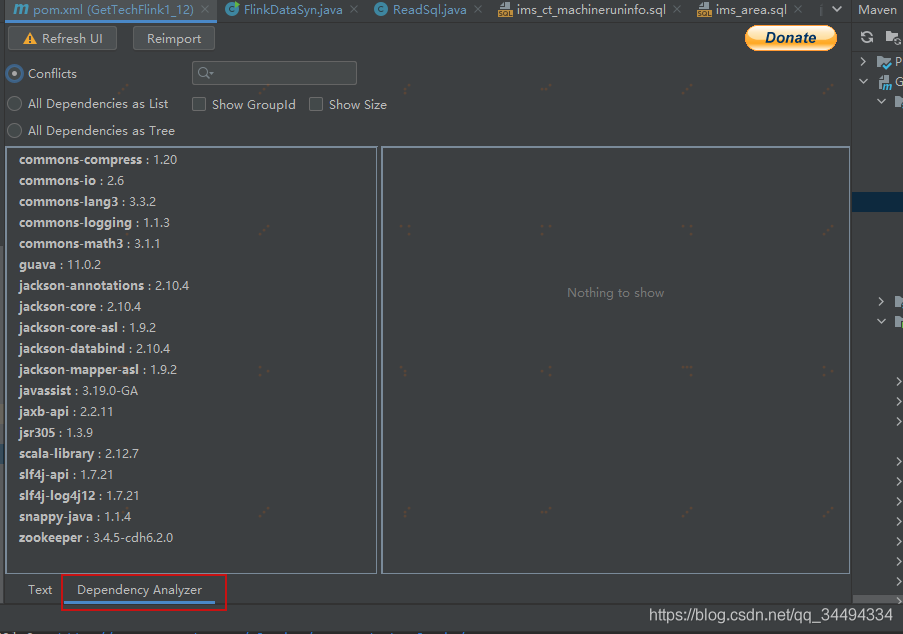 m pom.xml (GetTechFlink1_12) FlinkDataSyn.java C ReadSql.java SQL ims_ct_machineruninfo.sql SQL ims_area.sql Maven
Refresh UI Reimport Donate
Conflicts
All Dependencies as List Show GroupId Show Size
All Dependencies as Tree
commons-compress : 1.20
commons-io : 2.6
commons-lang3 : 3.3.2
commons-logging : 1.1.3
commons-math3 : 3.1.1
guava : 11.0.2
jackson-annotations : 2.10.4
jackson-core : 2.10.4
jackson-core-asl : 1.9.2
jackson-databind : 2.10.4
jackson-mapper-asl : 1.9.2
javassist : 3.19.0-GA
jaxb-api : 2.2.11
jsr305 : 1.3.9
scala-library : 2.12.7
slf4j-api : 1.7.21
slf4j-log4j12 : 1.7.21
snappy-java : 1.1.4
zookeeper : 3.4.5-cdh6.2.0
Nothing to show
Text Dependency Analyzer
https://blog.csdn.net/qq_34494334